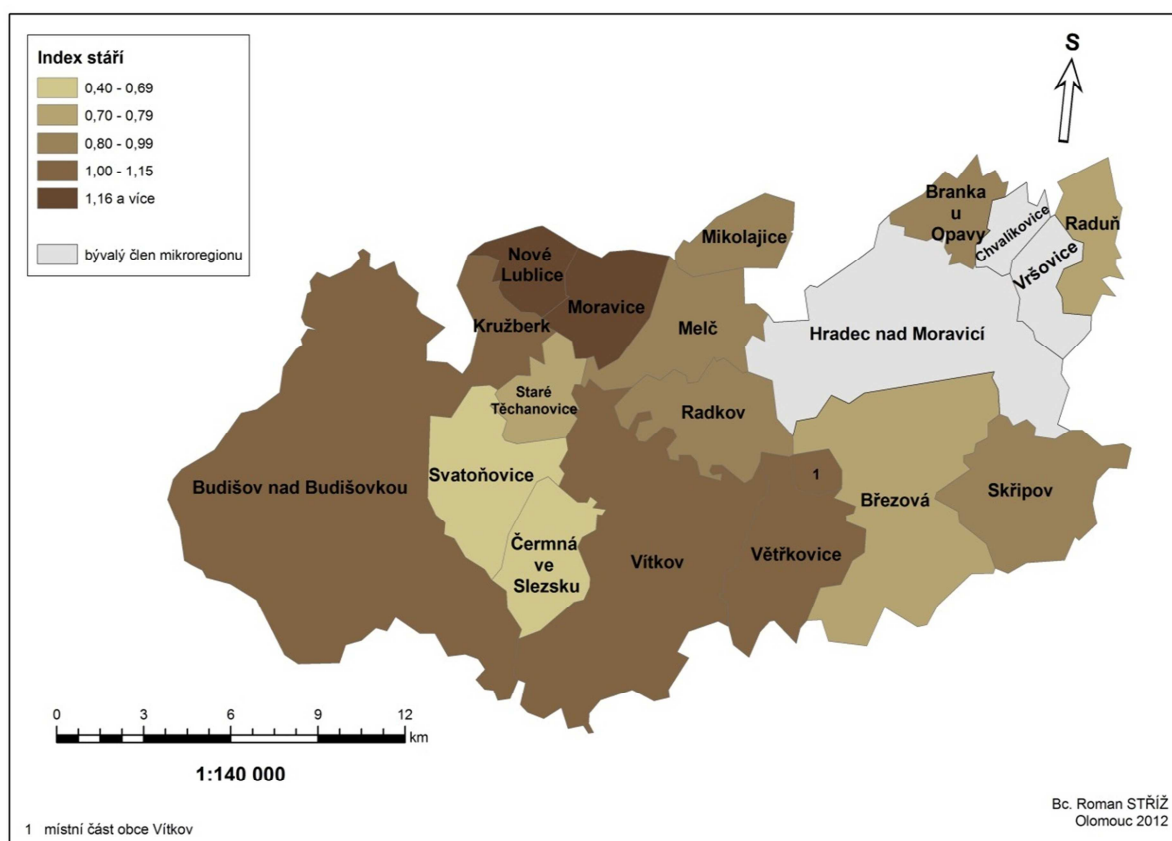 Index stáří
0,40 - 0,69
0,70 - 0,79
0,80 - 0,99
1,00 - 1,15
1,16 a více
bývalý člen mikroregionu
S
Branka
u
Opavy
Chvalíkovice
Raduň
Vršovice
Mikolajice
Nové
Lublice
Moravice
Kružberk
Melč
Hradec nad Moravicí
Staré
Těchanovice
Radkov
Svatoňovice
Budišov nad Budišovkou
1
Březová
Skřipov
Čermná
ve
Slezsku
Vítkov
Větřkovice
0 3 6 9 12
km
1:140 000
1 místní část obce Vítkov
Bc. Roman STŘÍŽ
Olomouc 2012